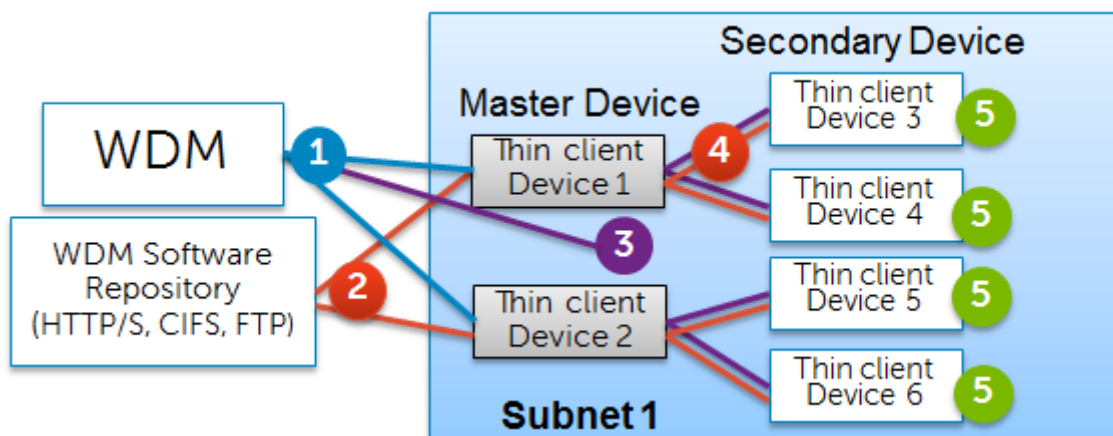 Secondary Device
Master Device
WDM
1
Thin client
Device 1
4
Thin client
Device 3
5
Thin client
Device 4
5
3
WDM Software
Repository
(HTTP/S, CIFS, FTP)
2
Thin client
Device 2
Thin client
Device 5
5
Thin client
Device 6
5
Subnet 1